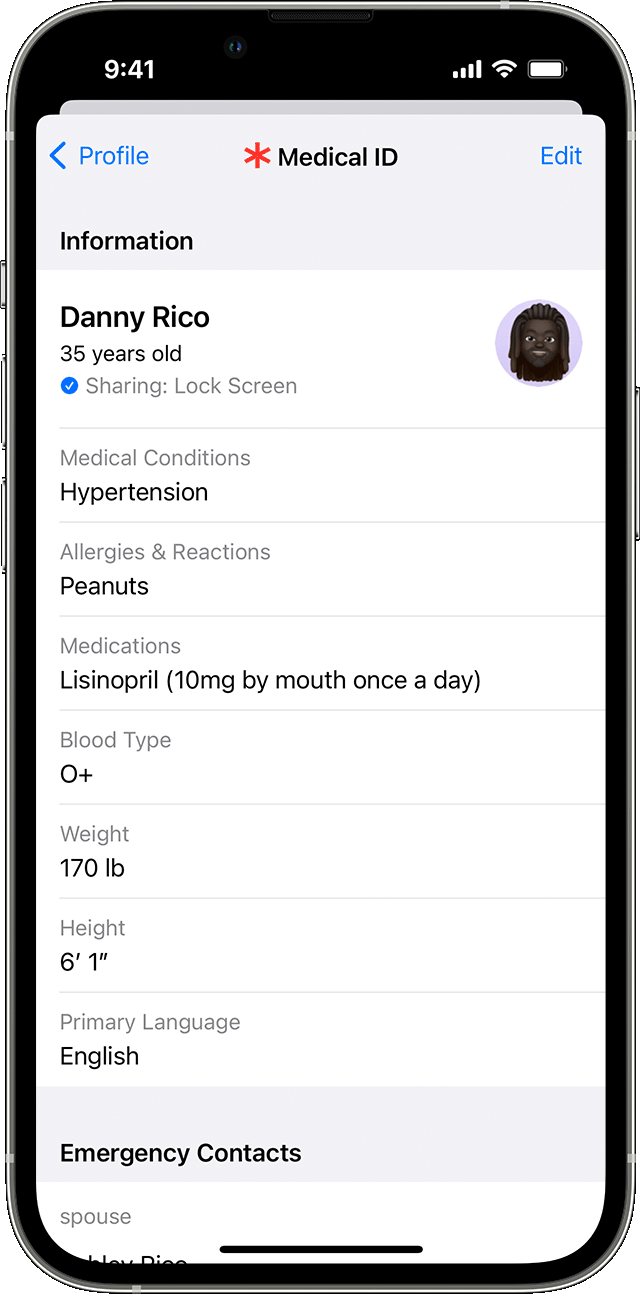 9:41
Profile
Medical ID
Edit
Information
Danny Rico
35 years old
Sharing: Lock Screen
Medical Conditions
Hypertension
Allergies & Reactions
Peanuts
Medications
Lisinopril (10mg by mouth once a day)
Blood Type
O+
Weight
170 lb
Height
6’ 1”
Primary Language
English
Emergency Contacts
spouse
Rico